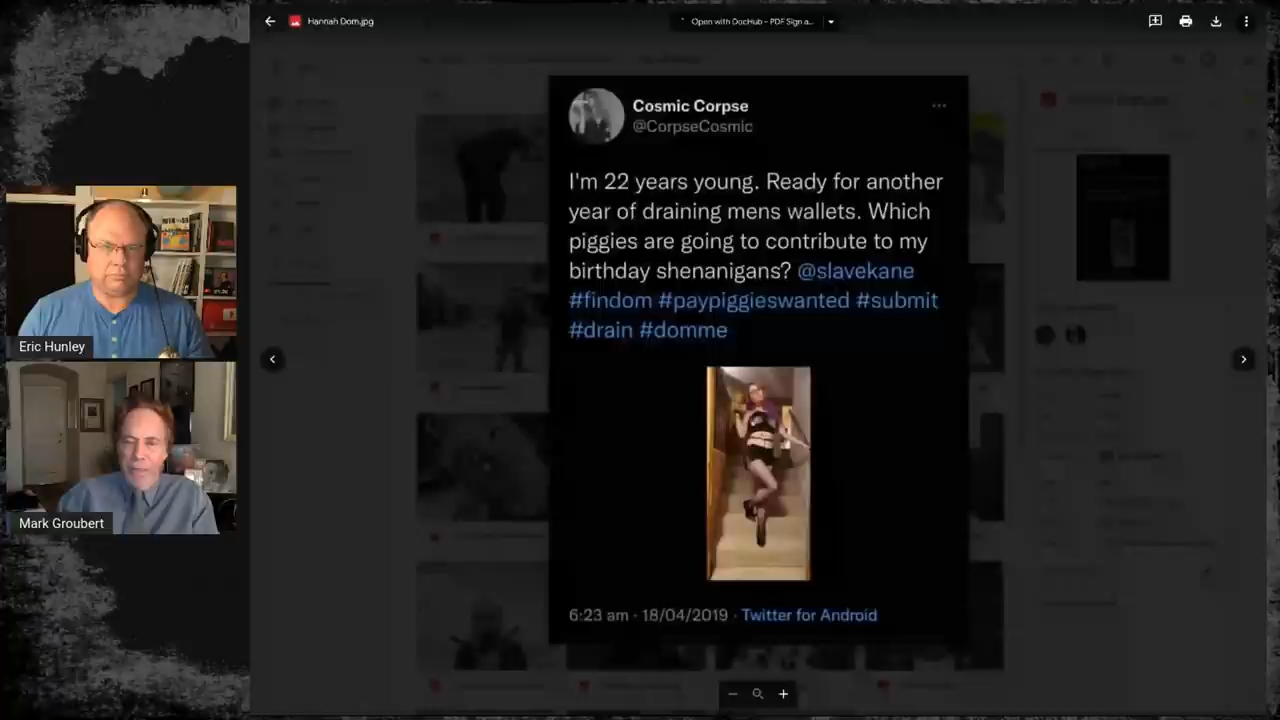 Hannah Dom.jpg
Open with DocHub - PDF Sign a...
Cosmic Corpse
@CorpseCosmic
I'm 22 years young. Ready for another
year of draining mens wallets. Which
piggies are going to contribute to my
birthday shenanigans? @slavekane
#findom #paypiggieswanted #submit
#drain #domme
6:23 am · 18/04/2019 · Twitter for Android
Eric Hunley
Mark Groubert